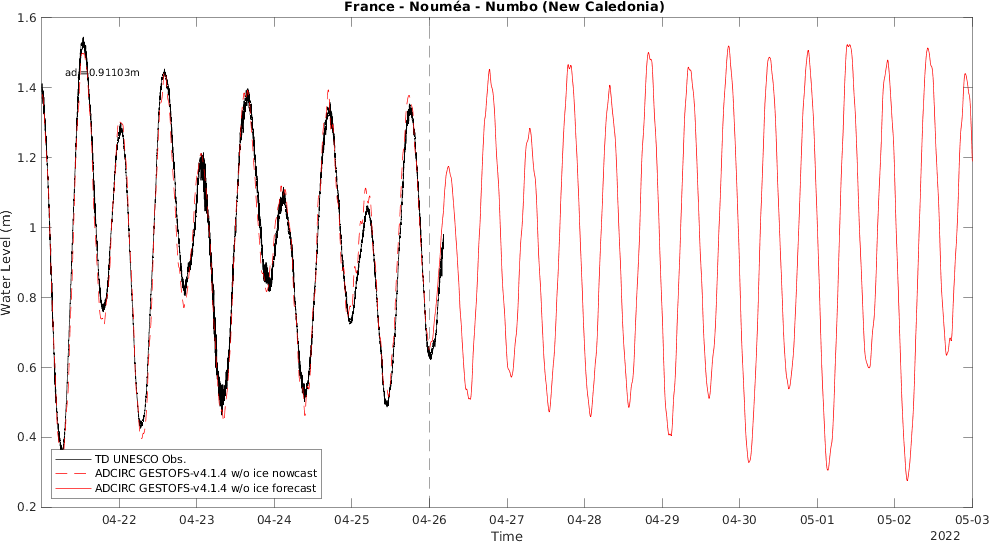 France - Nouméa - Numbo (New Caledonia)
1.6
1.4
1.2
1
0.8
0.6
0.4
0.2
Water Level (m)
ad = 0.91103m
TD UNESCO Obs.
ADCIRC GESTOFS-v4.1.4 w/o ice nowcast
ADCIRC GESTOFS-v4.1.4 w/o ice forecast
04-22 04-23 04-24 04-25 04-26 04-27 04-28 04-29 04-30 05-01 05-02 05-03
Time
2022